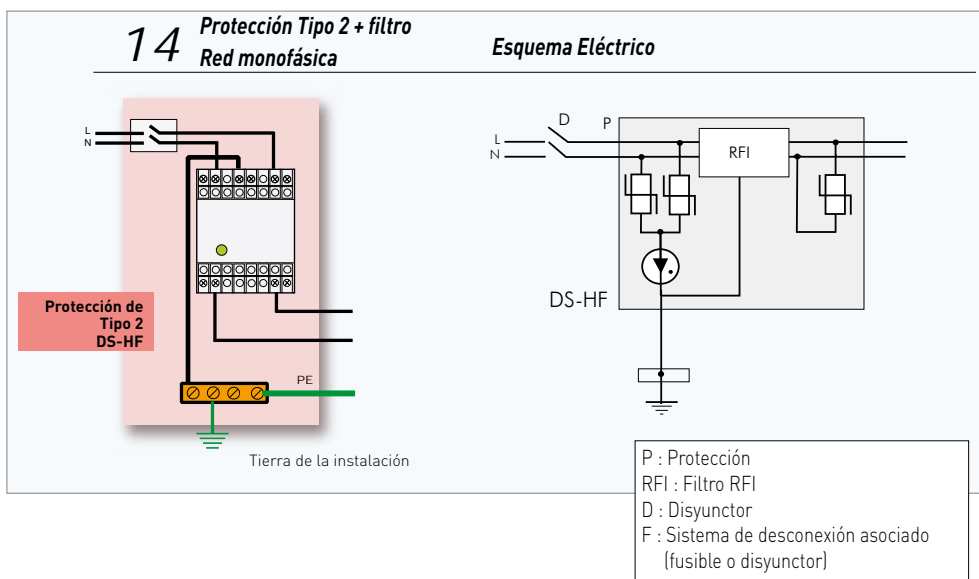 14
Protección Tipo 2 + filtro
Red monofásica
Esquema Eléctrico
L
N
Protección de
Tipo 2
DS-HF
PE
Tierra de la instalación
D
P
L
N
RFI
DS-HF
P : Protección
RFI : Filtro RFI
D : Disyunctor
F : Sistema de desconexión asociado
(fusible o disyunctor)